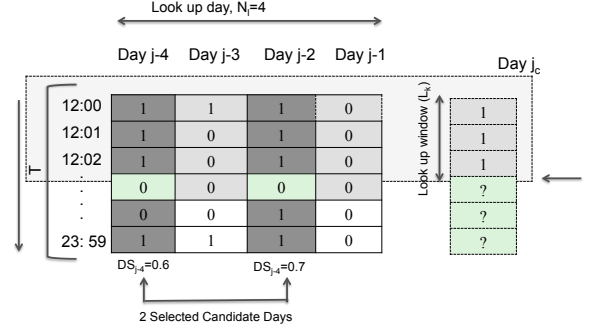 Look up day, N_l=4
Day j-4 Day j-3 Day j-2 Day j-1
Day j_c
12:00 1 1 1 0 1
12:01 1 0 1 0 1
12:02 1 0 1 0 1
. 0 0 0 0 ?
. 0 0 1 0 ?
.
23: 59 1 1 1 0 ?
T
Look up window (L_k)
DS_j-4=0.6 DS_j-4=0.7
2 Selected Candidate Days